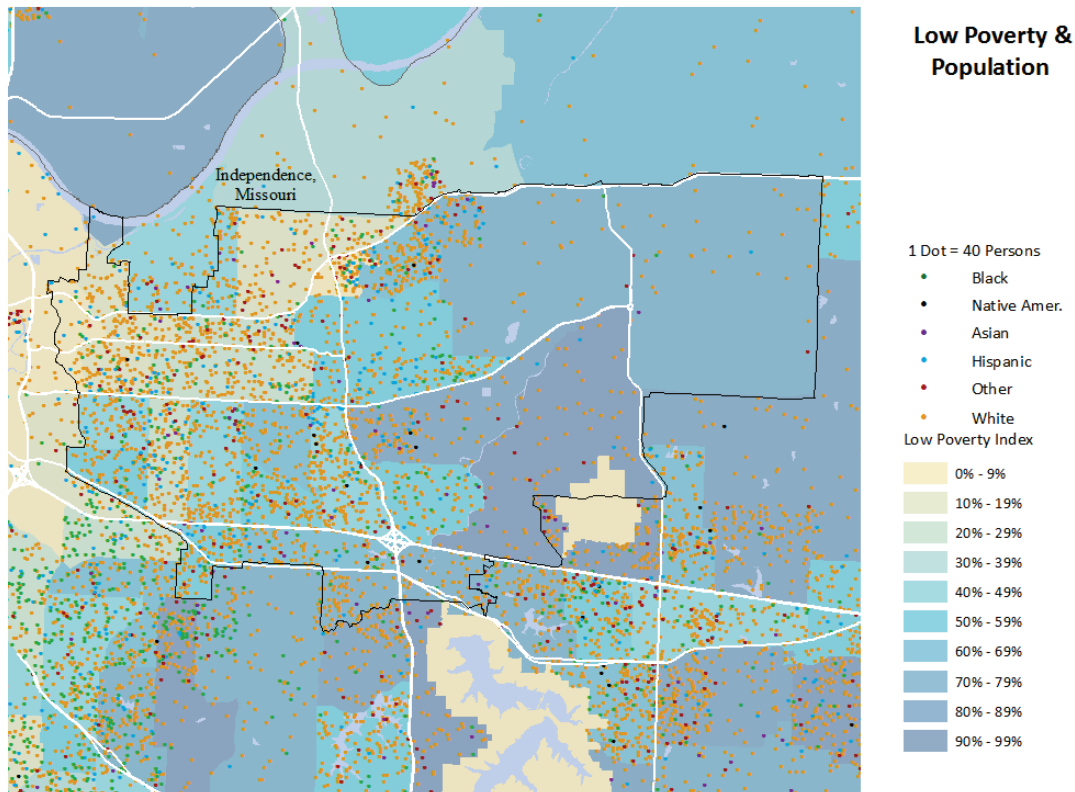 Low Poverty &
Population
Independence,
Missouri
1 Dot = 40 Persons
Black
Native Amer.
Asian
Hispanic
Other
White
Low Poverty Index
0% - 9%
10% - 19%
20% - 29%
30% - 39%
40% - 49%
50% - 59%
60% - 69%
70% - 79%
80% - 89%
90% - 99%